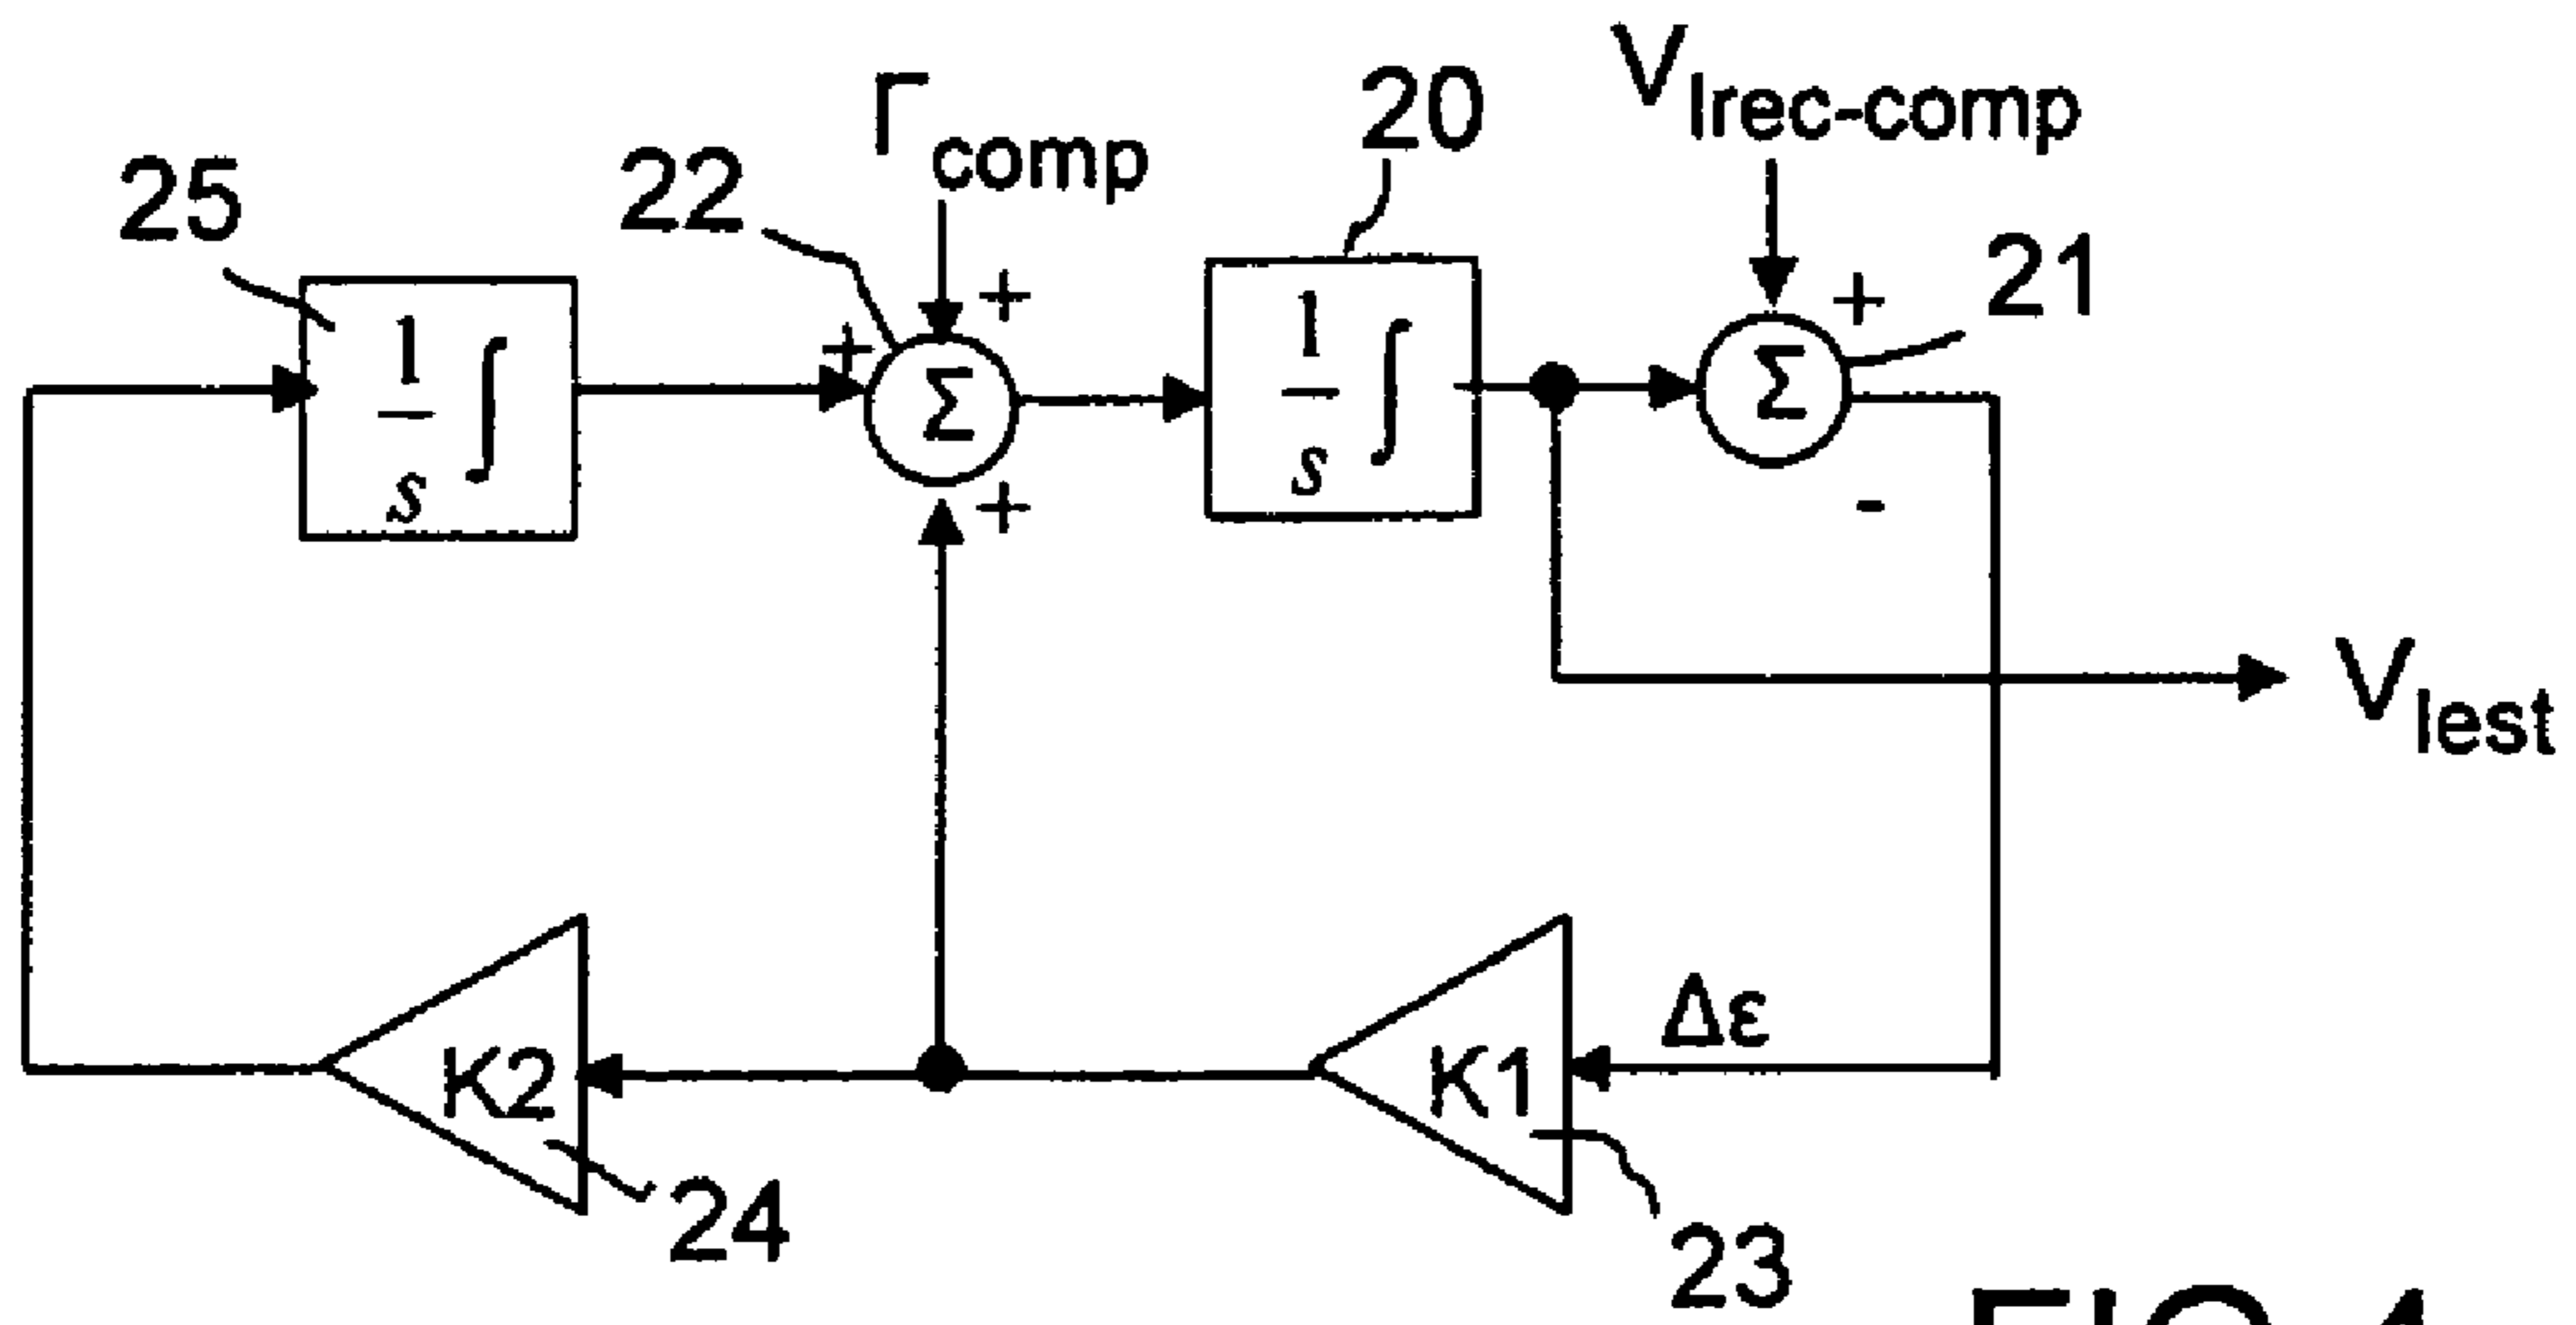 25
22
Γcomp
20
Vlrec-comp
21
1/s ∫
+
+
Σ
+
1/s ∫
+
Σ
-
Vlest
K2
24
K1
23
Δε